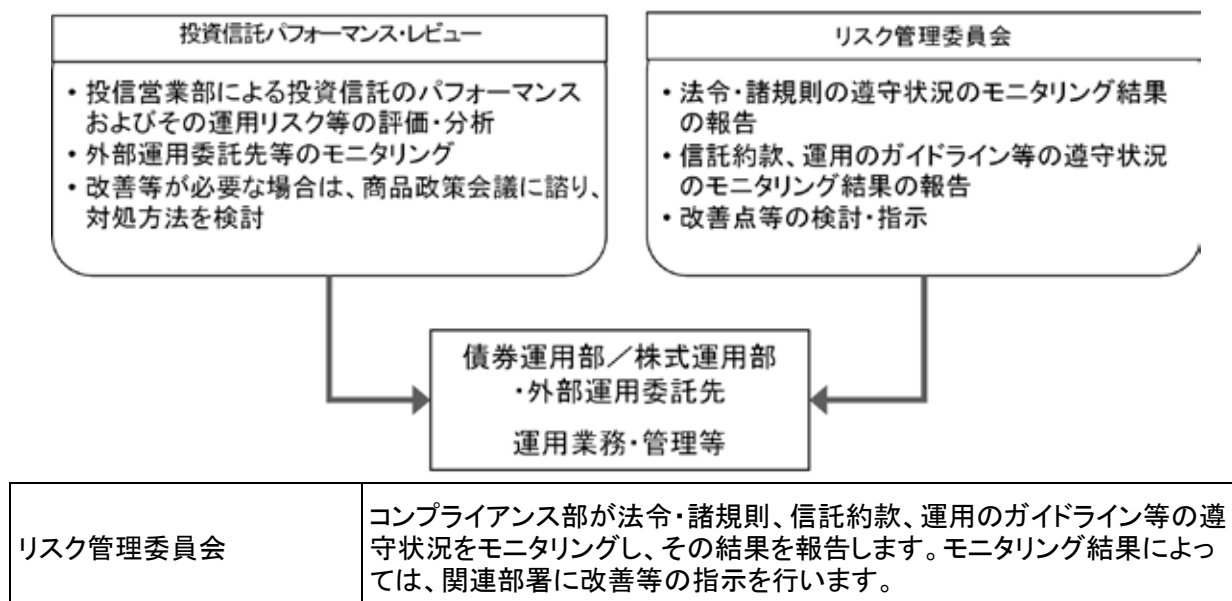 投資信託パフォーマンス・レビュー
・投信営業部による投資信託のパフォーマンス
およびその運用リスク等の評価・分析
・外部運用委託先等のモニタリング
・改善等が必要な場合は、商品政策会議に諮り、
対処方法を検討
リスク管理委員会
・法令・諸規則の遵守状況のモニタリング結果
の報告
・信託約款、運用のガイドライン等の遵守状況
のモニタリング結果の報告
・改善点等の検討・指示
債券運用部／株式運用部
・外部運用委託先
運用業務・管理等
リスク管理委員会
コンプライアンス部が法令・諸規則、信託約款、運用のガイドライン等の遵
守状況をモニタリングし、その結果を報告します。モニタリング結果によっ
ては、関連部署に改善等の指示を行います。